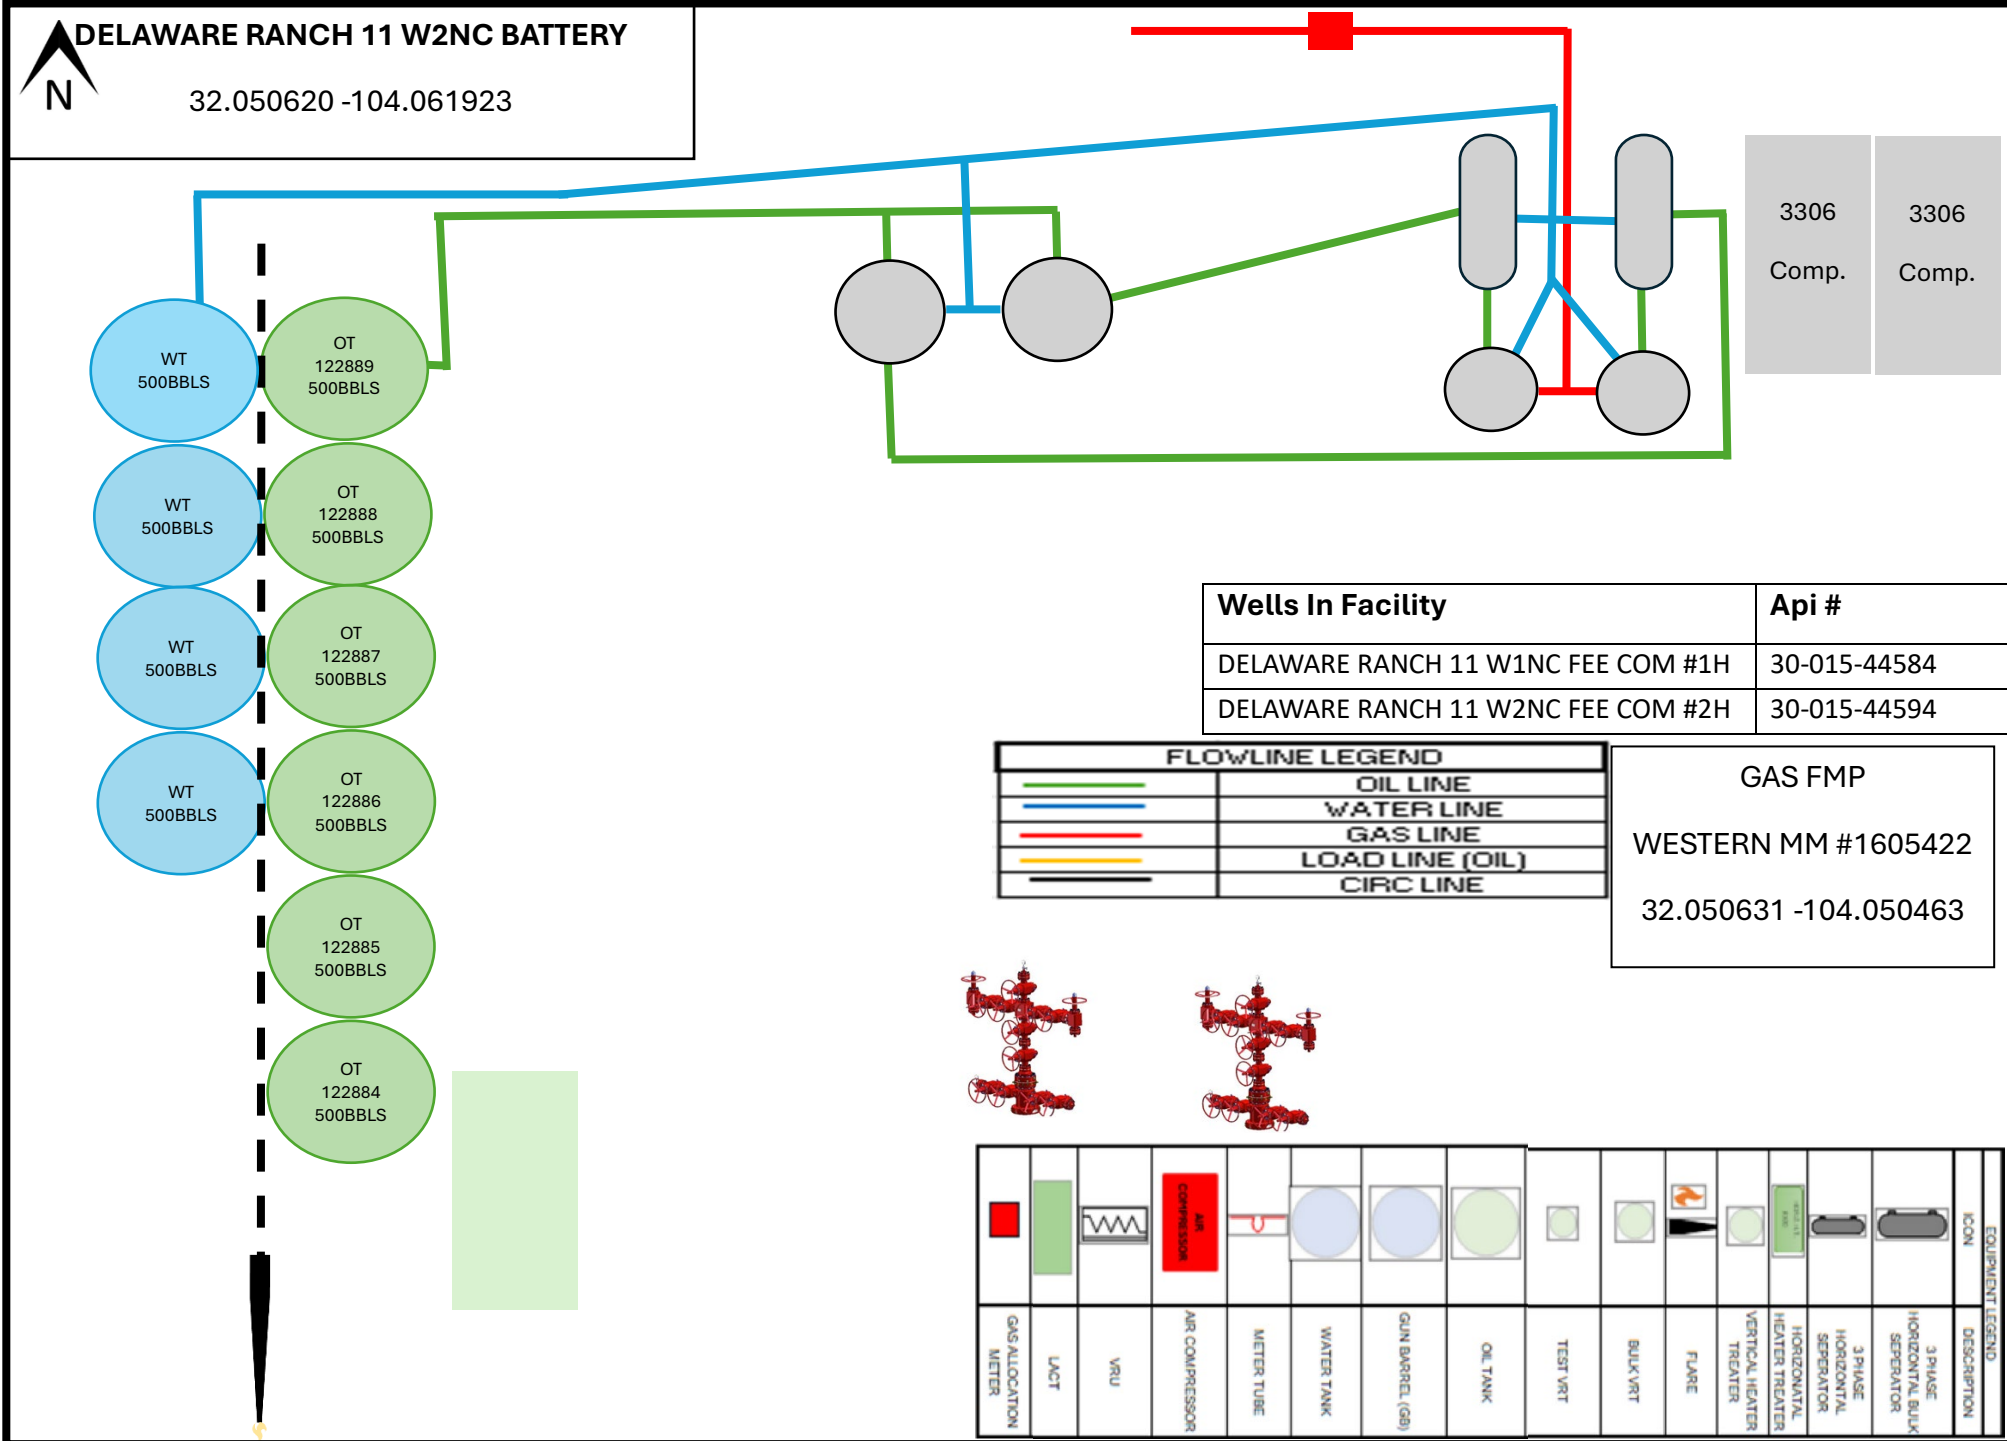 DELAWARE RANCH 11 W2NC BATTERY
N
32.050620 -104.061923
3306
Comp.
3306
Comp.
WT
500BBLS
OT
122889
500BBLS
WT
500BBLS
OT
122888
500BBLS
WT
500BBLS
OT
122887
500BBLS
WT
500BBLS
OT
122886
500BBLS
OT
122885
500BBLS
OT
122884
500BBLS
Wells In Facility Api #
DELAWARE RANCH 11 W1NC FEE COM #1H 30-015-44584
DELAWARE RANCH 11 W2NC FEE COM #2H 30-015-44594
FLOWLINE LEGEND
OIL LINE
WATER LINE
GAS LINE
LOAD LINE (OIL)
CIRC LINE
GAS FMP
WESTERN MM #1605422
32.050631 -104.050463
EQUIPMENT LEGEND
ICON DESCRIPTION
3 PHASE
HORIZONTAL BULK
SEPERATOR
3 PHASE
HORIZONTAL
SEPERATOR
HORIZONATAL
HEATER TREATER
VERTICAL HEATER
TREATER
FLARE
BULK VRT
TEST VRT
OIL TANK
GUN BARREL (GB)
WATER TANK
METER TUBE
AIR
COMPRESSOR
AIR COMPRESSOR
VRU
LACT
GAS ALLOCATION
METER